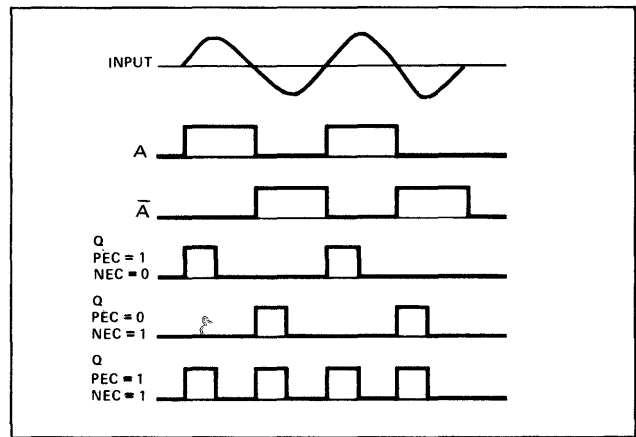 INPUT
A
A̅
Q
PEC = 1
NEC = 0
Q
PEC = 0
NEC = 1
Q
PEC = 1
NEC = 1